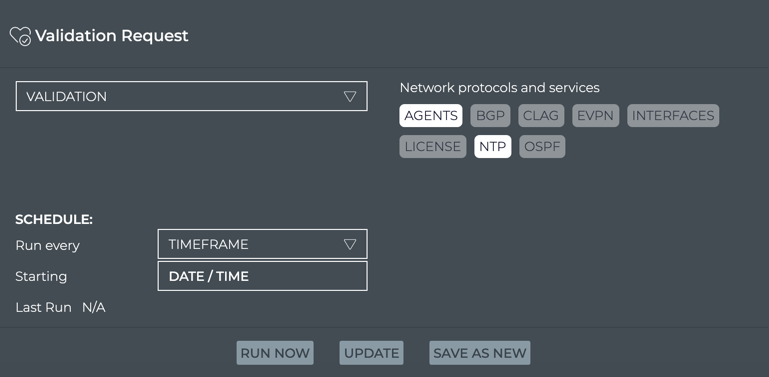 Validation Request
VALIDATION
Network protocols and services
AGENTS BGP CLAG EVPN INTERFACES
LICENSE NTP OSPF
SCHEDULE:
Run every TIMEFRAME
Starting DATE / TIME
Last Run N/A
RUN NOW UPDATE SAVE AS NEW